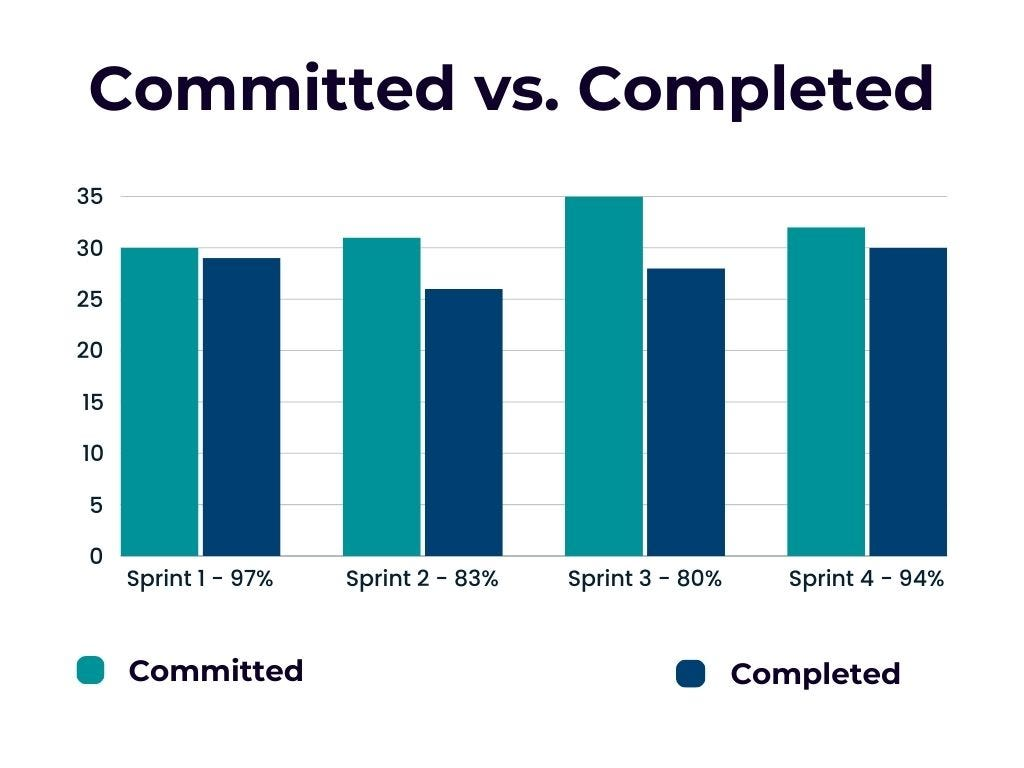 Committed vs. Completed
35
30
25
20
15
10
5
0
Sprint 1 - 97%
Sprint 2 - 83%
Sprint 3 - 80%
Sprint 4 - 94%
Committed
Completed